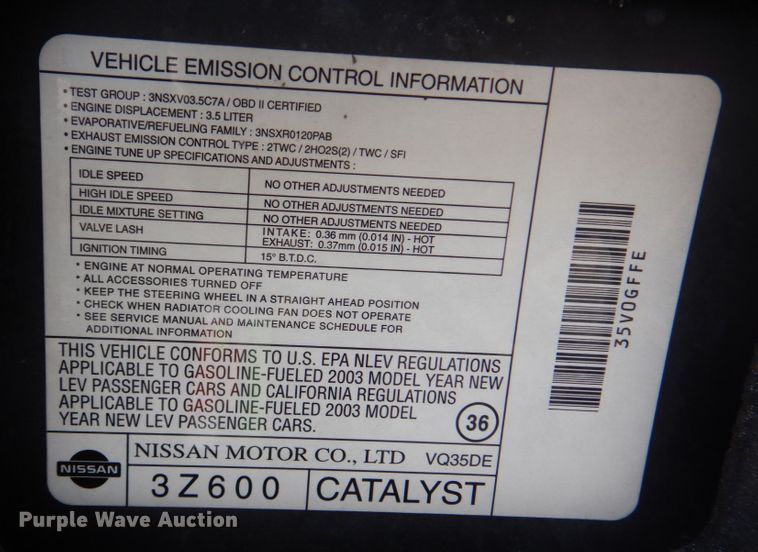 VEHICLE EMISSION CONTROL INFORMATION
• TEST GROUP : 3NSXV03.5C7A / OBD II CERTIFIED
• ENGINE DISPLACEMENT : 3.5 LITER
• EVAPORATIVE/REFUELING FAMILY : 3NSXR0120PAB
• EXHAUST EMISSION CONTROL TYPE : 2TWC / 2HO2S(2) / TWC / SFI
• ENGINE TUNE UP SPECIFICATIONS AND ADJUSTMENTS :
IDLE SPEED NO OTHER ADJUSTMENTS NEEDED
HIGH IDLE SPEED NO OTHER ADJUSTMENTS NEEDED
IDLE MIXTURE SETTING NO OTHER ADJUSTMENTS NEEDED
VALVE LASH INTAKE: 0.36 mm (0.014 IN) - HOT
EXHAUST: 0.37mm (0.015 IN) - HOT
IGNITION TIMING 15° B.T.D.C.
• ENGINE AT NORMAL OPERATING TEMPERATURE
• ALL ACCESSORIES TURNED OFF
• KEEP THE STEERING WHEEL IN A STRAIGHT AHEAD POSITION
• CHECK WHEN RADIATOR COOLING FAN DOES NOT OPERATE
• SEE SERVICE MANUAL AND MAINTENANCE SCHEDULE FOR
ADDITIONAL INFORMATION
THIS VEHICLE CONFORMS TO U.S. EPA NLEV REGULATIONS
APPLICABLE TO GASOLINE-FUELED 2003 MODEL YEAR NEW
LEV PASSENGER CARS AND CALIFORNIA REGULATIONS
APPLICABLE TO GASOLINE-FUELED 2003 MODEL
YEAR NEW LEV PASSENGER CARS.
36
NISSAN
NISSAN MOTOR CO., LTD VQ35DE
3Z600 CATALYST
35V0GFFE
Purple Wave Auction